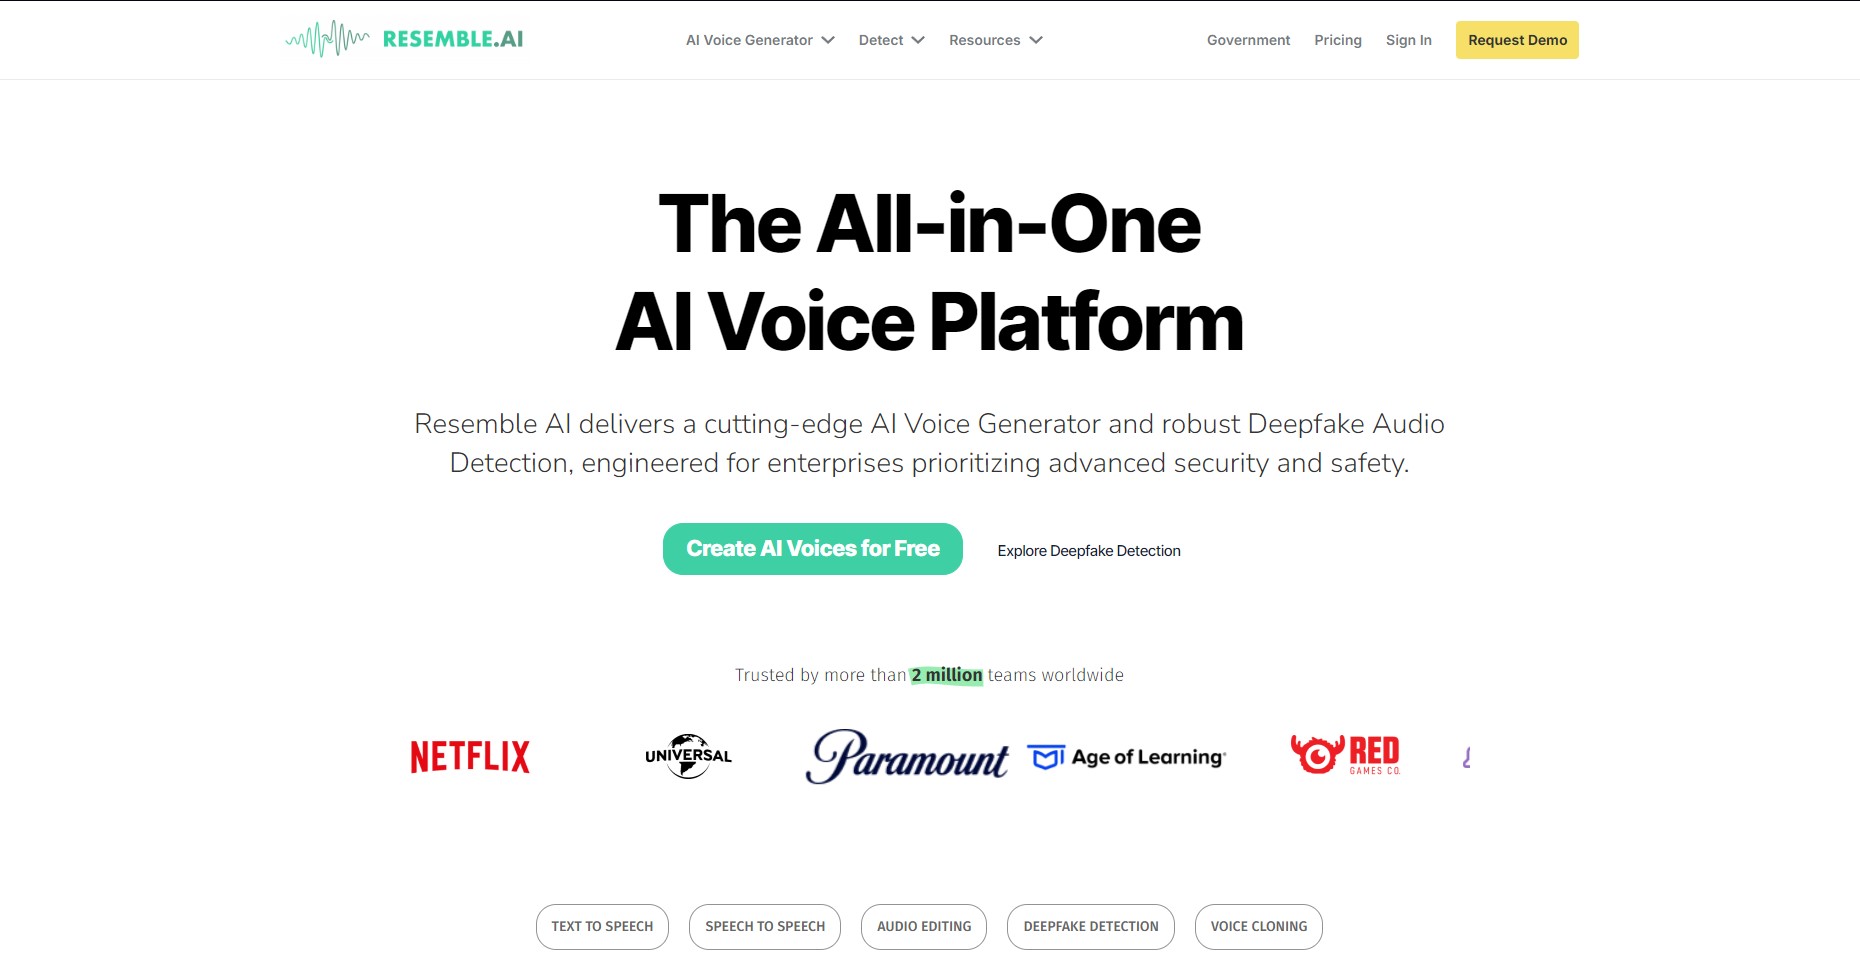 RESEMBLE.AI
AI Voice Generator
Detect
Resources
Government
Pricing
Sign In
Request Demo
The All-in-One
AI Voice Platform
Resemble AI delivers a cutting-edge AI Voice Generator and robust Deepfake Audio
Detection, engineered for enterprises prioritizing advanced security and safety.
Create AI Voices for Free
Explore Deepfake Detection
Trusted by more than 2 million teams worldwide
NETFLIX
UNIVERSAL
Paramount
Age of Learning
RED
GAMES CO.
TEXT TO SPEECH
SPEECH TO SPEECH
AUDIO EDITING
DEEPFAKE DETECTION
VOICE CLONING